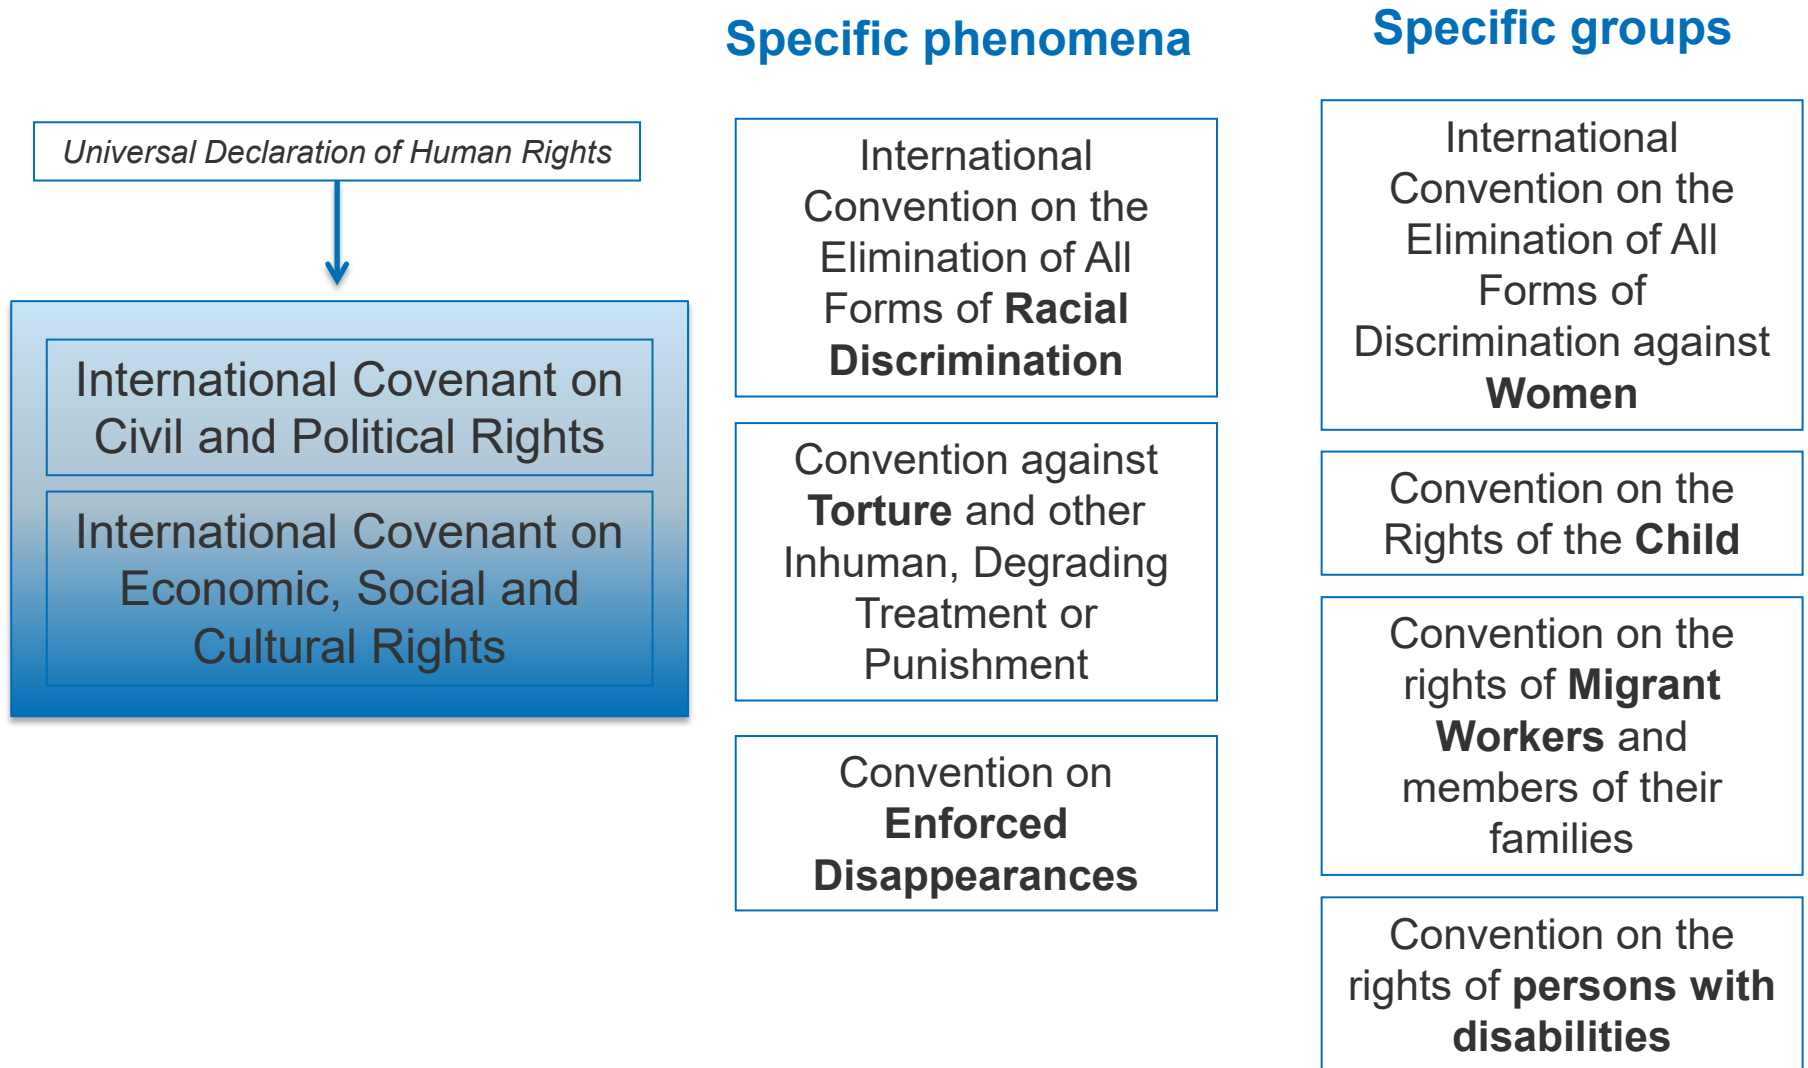 Universal Declaration of Human Rights
International Covenant on
Civil and Political Rights
International Covenant on
Economic, Social and
Cultural Rights
Specific phenomena
International
Convention on the
Elimination of All
Forms of Racial
Discrimination
Convention against
Torture and other
Inhuman, Degrading
Treatment or
Punishment
Convention on
Enforced
Disappearances
Specific groups
International
Convention on the
Elimination of All
Forms of
Discrimination against
Women
Convention on the
Rights of the Child
Convention on the
rights of Migrant
Workers and
members of their
families
Convention on the
rights of persons with
disabilities